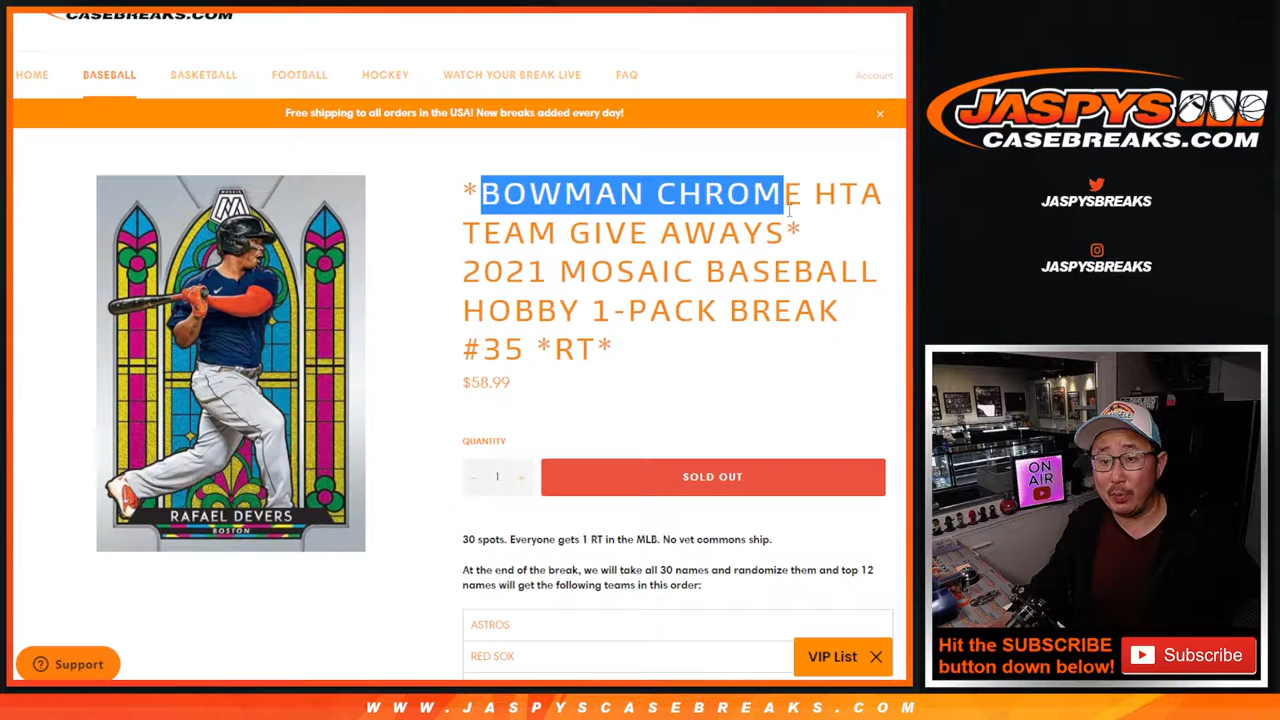 CASEBREAKS.COM
HOME BASEBALL BASKETBALL FOOTBALL HOCKEY WATCH YOUR BREAK LIVE FAQ Account
Free shipping to all orders in the USA! New breaks added every day! ×
*BOWMAN CHROME HTA
TEAM GIVE AWAYS*
2021 MOSAIC BASEBALL
HOBBY 1-PACK BREAK
#35 *RT*
$58.99
QUANTITY
− 1 +
SOLD OUT
30 spots. Everyone gets 1 RT in the MLB. No vet commons ship.
At the end of the break, we will take all 30 names and randomize them and top 12
names will get the following teams in this order:
ASTROS
RED SOX
MOSAIC
M
RAFAEL DEVERS
BOSTON
Support
VIP List
JASPYS
CASEBREAKS.COM
JASPYSBREAKS
JASPYSBREAKS
ON
AIR
Hit the SUBSCRIBE
button down below!
Subscribe
WWW.JASPYSCASEBREAKS.COM